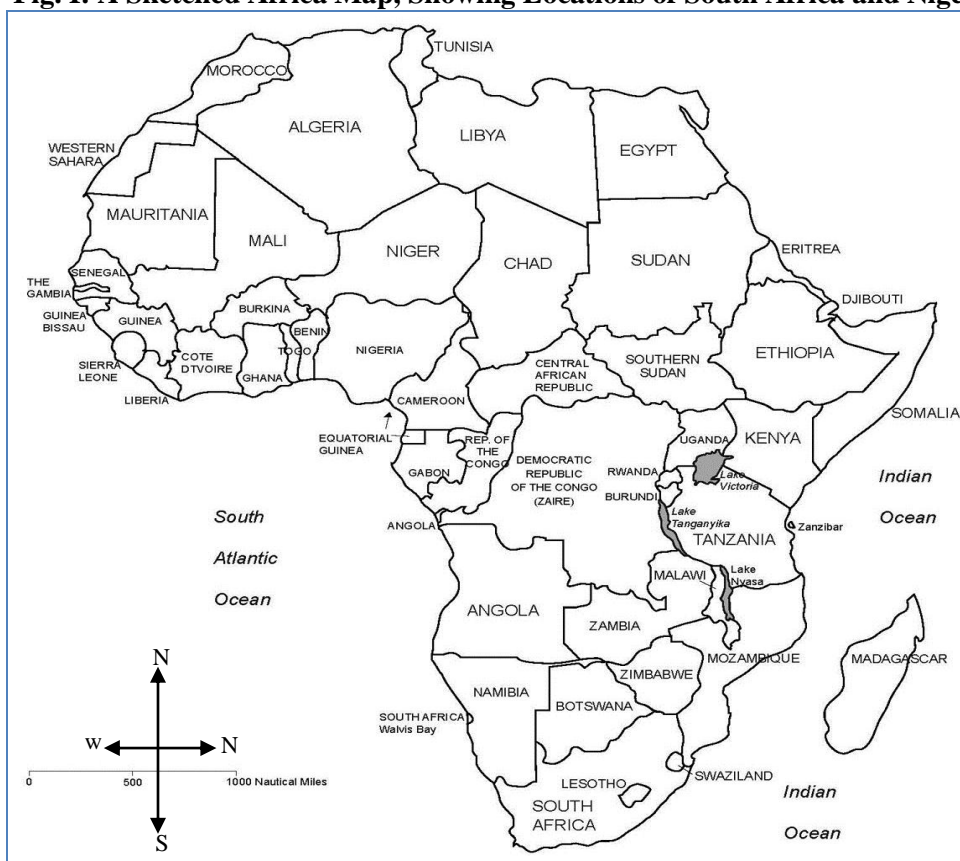 Fig. 1: A Sketched Africa Map, Showing Locations of South Africa and
TUNISIA
MOROCCO
ALGERIA
LIBYA
EGYPT
WESTERN
SAHARA
MAURITANIA
MALI
NIGER
CHAD
SUDAN
ERITREA
SENEGAL
THE
GAMBIA
DJIBOUTI
BURKINA
GUINEA
BISSAU
GUINEA
BENIN
NIGERIA
TOGO
COTE
D'TVOIRE
GHANA
SIERRA
LEONE
LIBERIA
CENTRAL
AFRICAN
REPUBLIC
SOUTHERN
SUDAN
ETHIOPIA
CAMEROON
SOMALIA
EQUATORIAL
GUINEA
REP. OF
THE
CONGO
GABON
DEMOCRATIC
REPUBLIC
OF THE CONGO
(ZAIRE)
UGANDA
KENYA
RWANDA
BURUNDI
Lake
Victoria
Indian
Ocean
Lake
Tanganyika
TANZANIA
Zanzibar
ANGOLA
South
Atlantic
Ocean
MALAWI
Lake
Nyasa
ANGOLA
ZAMBIA
MOZAMBIQUE
MADAGASCAR
ZIMBABWE
NAMIBIA
BOTSWANA
SOUTH AFRICA
Walvis Bay
N
W
N
S
0 500 1000 Nautical Miles
LESOTHO
SWAZILAND
SOUTH
AFRICA
Indian
Ocean